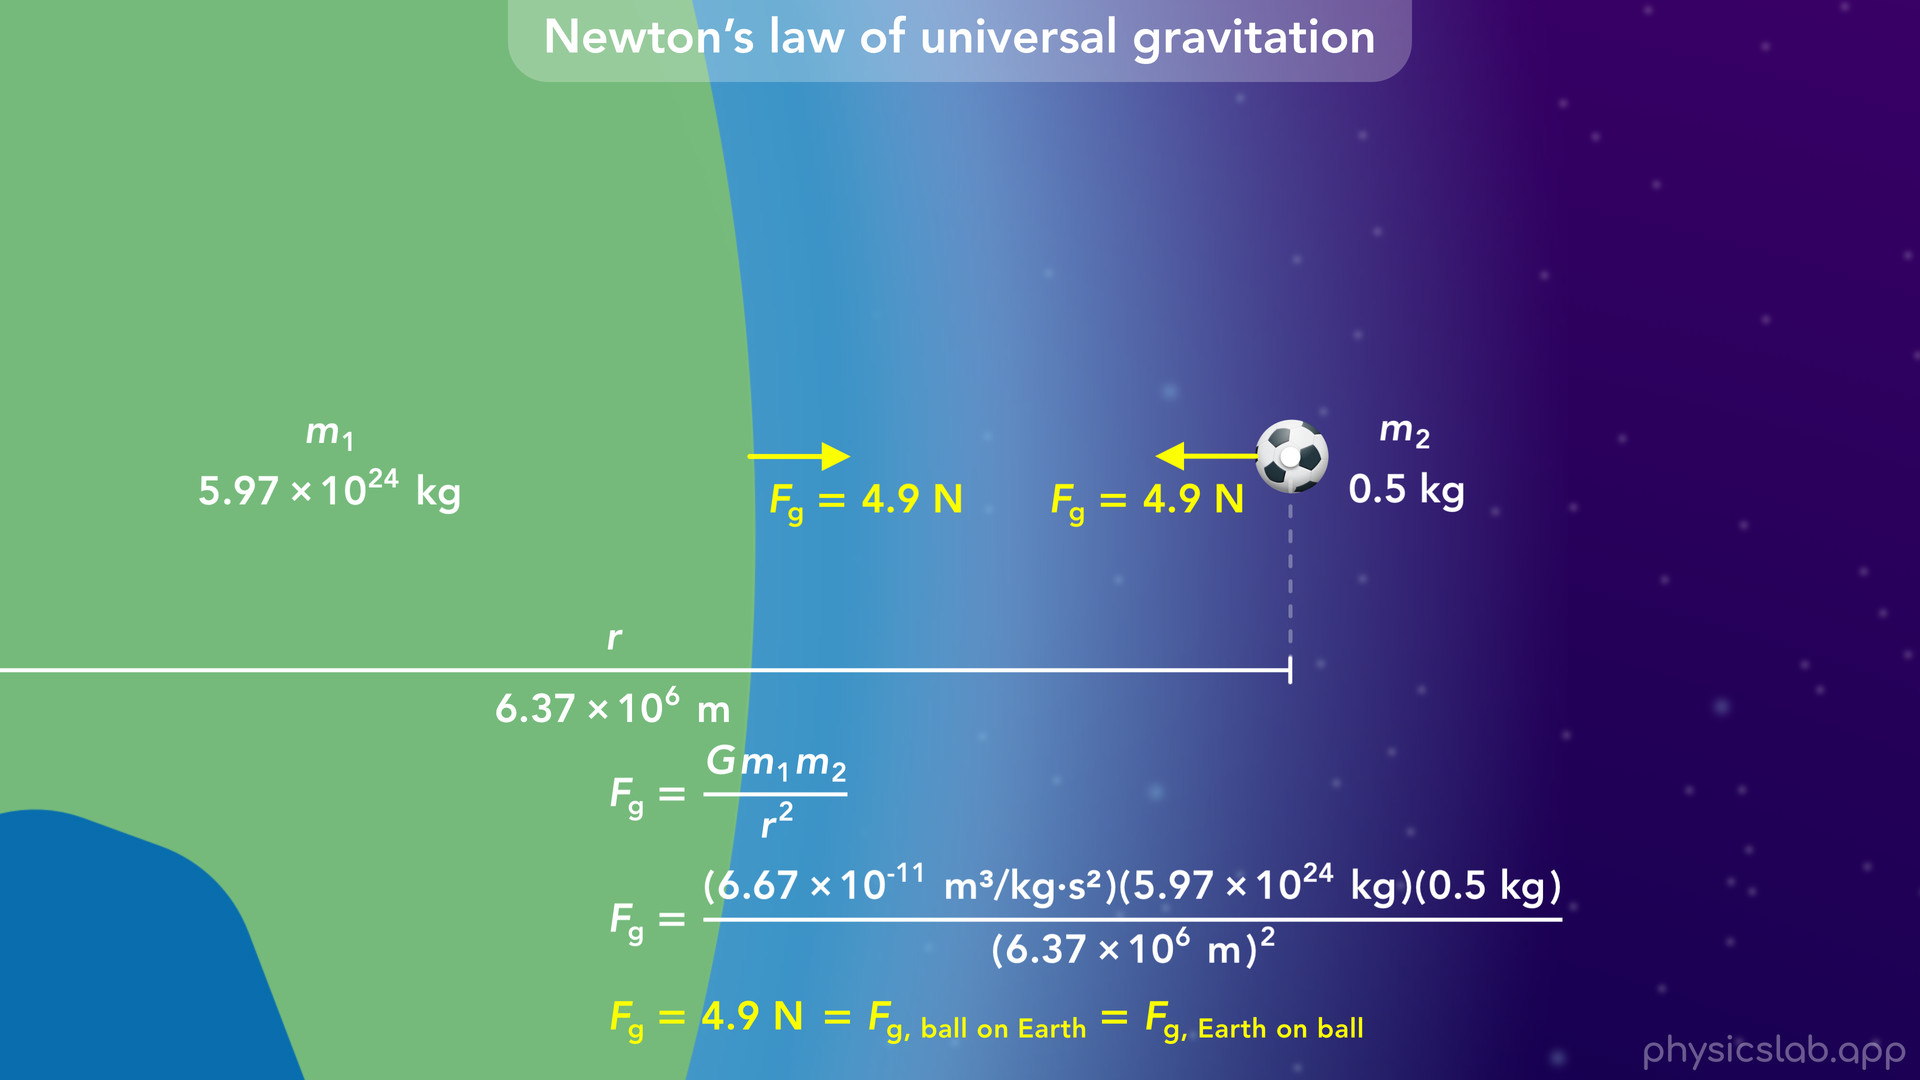 Newton’s law of universal gravitation
m₁
5.97 × 10²⁴ kg
F_g = 4.9 N
F_g = 4.9 N
m₂
0.5 kg
r
6.37 × 10⁶ m
F_g = Gm₁m₂ / r²
F_g = (6.67 × 10⁻¹¹ m³/kg·s²)(5.97 × 10²⁴ kg)(0.5 kg) / (6.37 × 10⁶ m)²
F_g = 4.9 N = F_g, ball on Earth = F_g, Earth on ball
physicslab.app